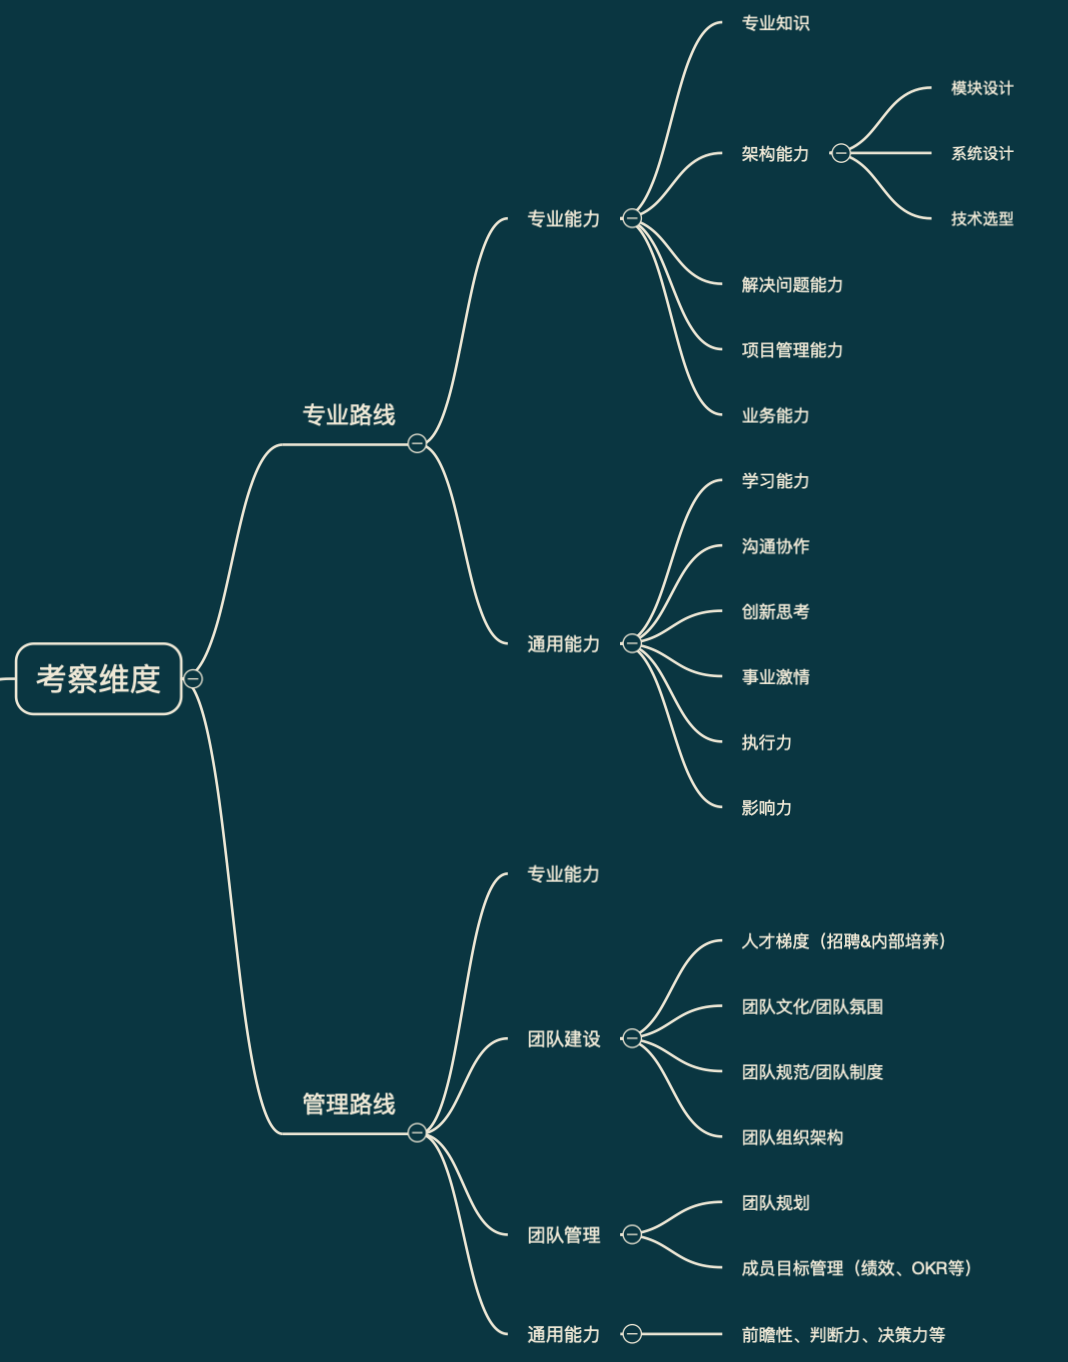 考察维度
专业路线
专业能力
专业知识
架构能力
模块设计
系统设计
技术选型
解决问题能力
项目管理能力
业务能力
通用能力
学习能力
沟通协作
创新思考
事业激情
执行力
影响力
管理路线
专业能力
团队建设
人才梯度（招聘&内部培养）
团队文化/团队氛围
团队规范/团队制度
团队组织架构
团队管理
团队规划
成员目标管理（绩效、OKR等）
通用能力
前瞻性、判断力、决策力等